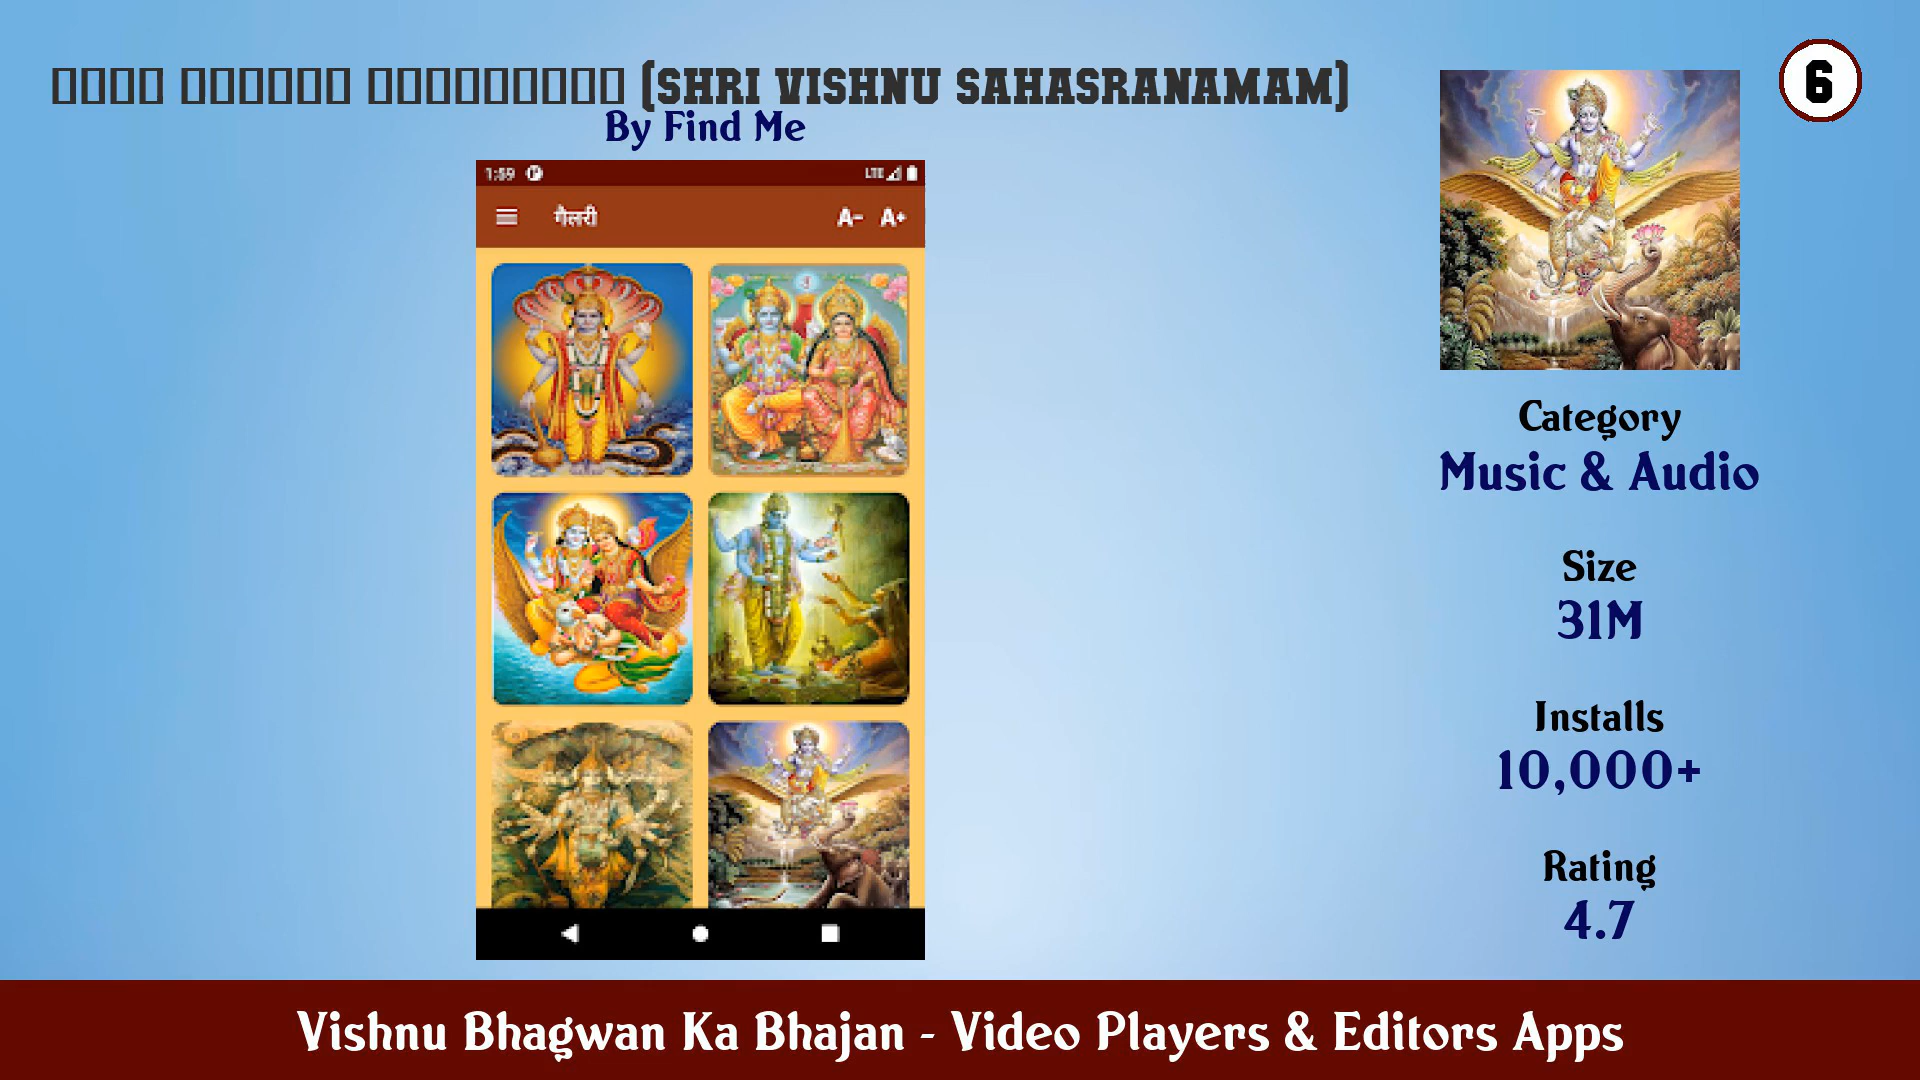 (SHRI VISHNU SAHASRANAMAM)
By Find Me
6
1:59
LTE
गैलरी
A- A+
Category
Music & Audio
Size
31M
Installs
10,000+
Rating
4.7
Vishnu Bhagwan Ka Bhajan - Video Players & Editors Apps